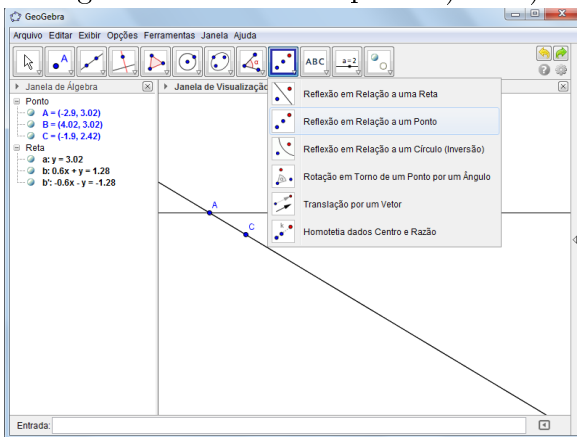 GeoGebra
Arquivo Editar Exibir Opções Ferramentas Janela Ajuda
A
ABC
a=2
Janela de Álgebra
Janela de Visualização
Ponto
A = (-2.9, 3.02)
B = (4.02, 3.02)
C = (-1.9, 2.42)
Reta
a: y = 3.02
b: 0.6x + y = 1.28
b': -0.6x - y = -1.28
Reflexão em Relação a uma Reta
Reflexão em Relação a um Ponto
Reflexão em Relação a um Círculo (Inversão)
Rotação em Torno de um Ponto por um Ângulo
Translação por um Vetor
Homotetia dados Centro e Razão
A
C
Entrada: